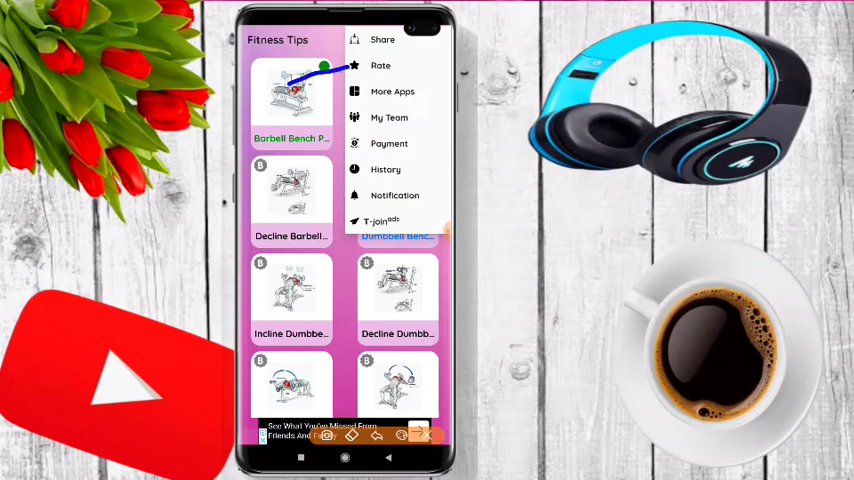 Fitness Tips
Share
Rate
More Apps
My Team
Payment
History
Notification
T-join ads
Barbell Bench P...
B
B
Decline Barbell...
Dumbbell Benc...
B
B
Incline Dumbbe...
Decline Dumbb...
B
B
See What You've Missed From
Friends And Family